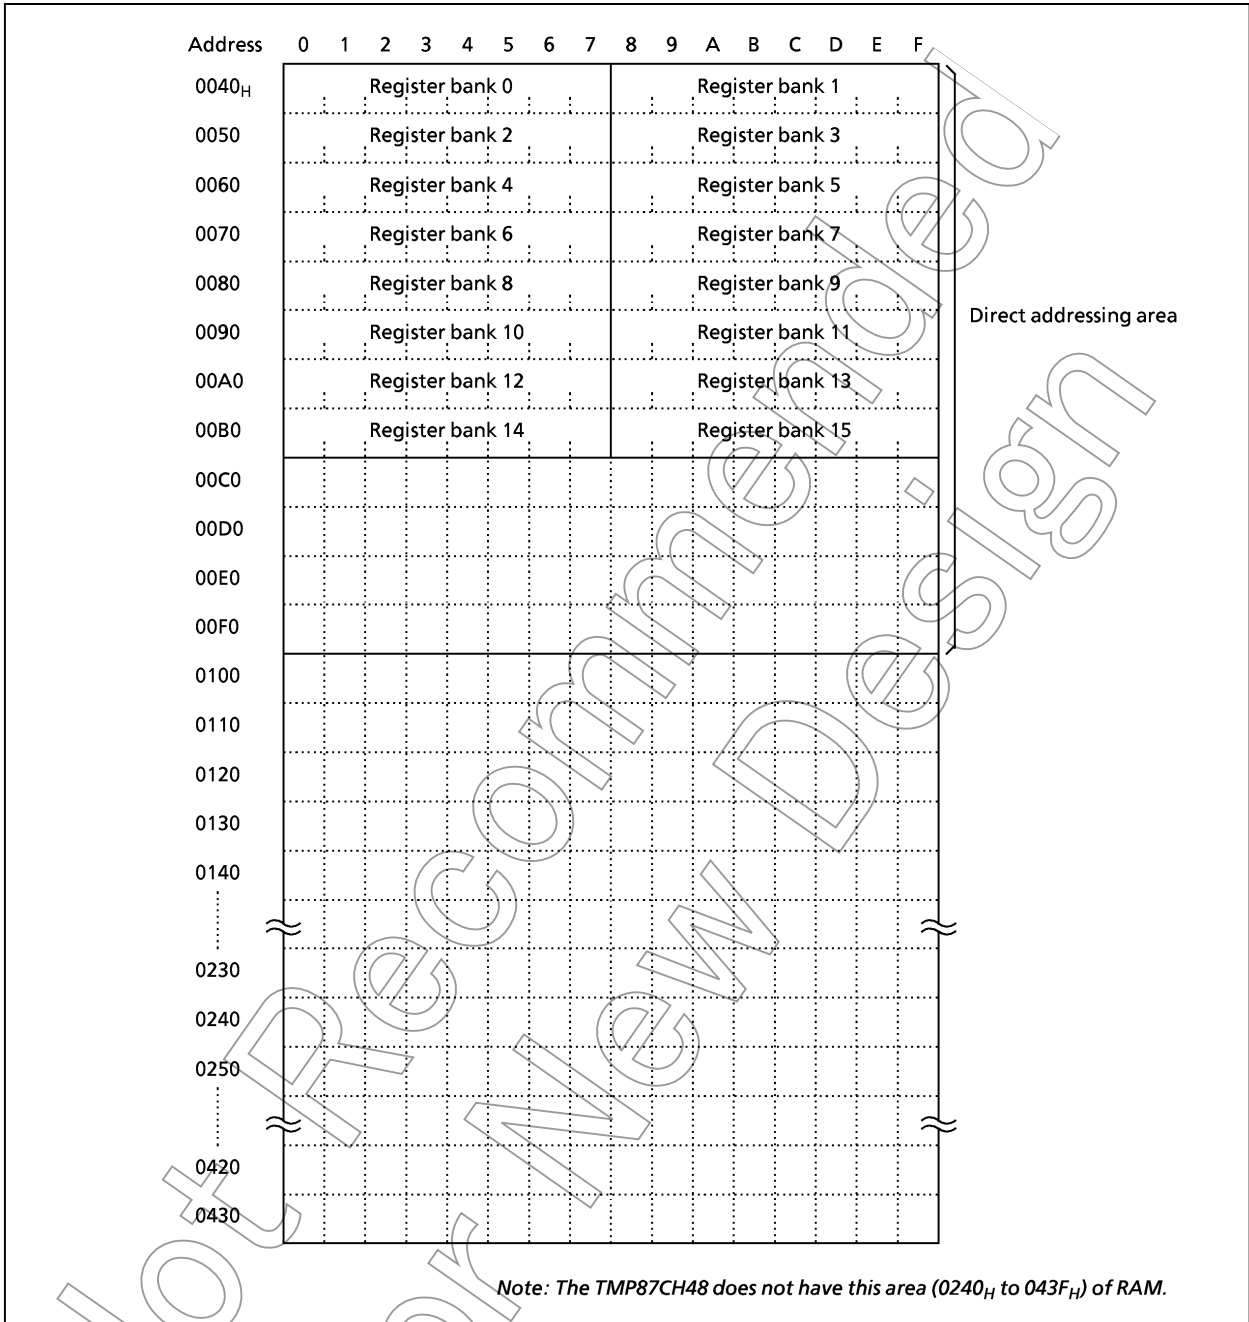 Address 0 1 2 3 4 5 6 7 8 9 A B C D E F
0040H Register bank 0 Register bank 1
0050 Register bank 2 Register bank 3
0060 Register bank 4 Register bank 5
0070 Register bank 6 Register bank 7
0080 Register bank 8 Register bank 9
Direct addressing area
0090 Register bank 10 Register bank 11
00A0 Register bank 12 Register bank 13
00B0 Register bank 14 Register bank 15
00C0
00D0
00E0
00F0
0100
0110
0120
0130
0140
0230
0240
0250
0420
0430
Note: The TMP87CH48 does not have this area (0240H to 043FH) of RAM.
ot Recommended
or New Design